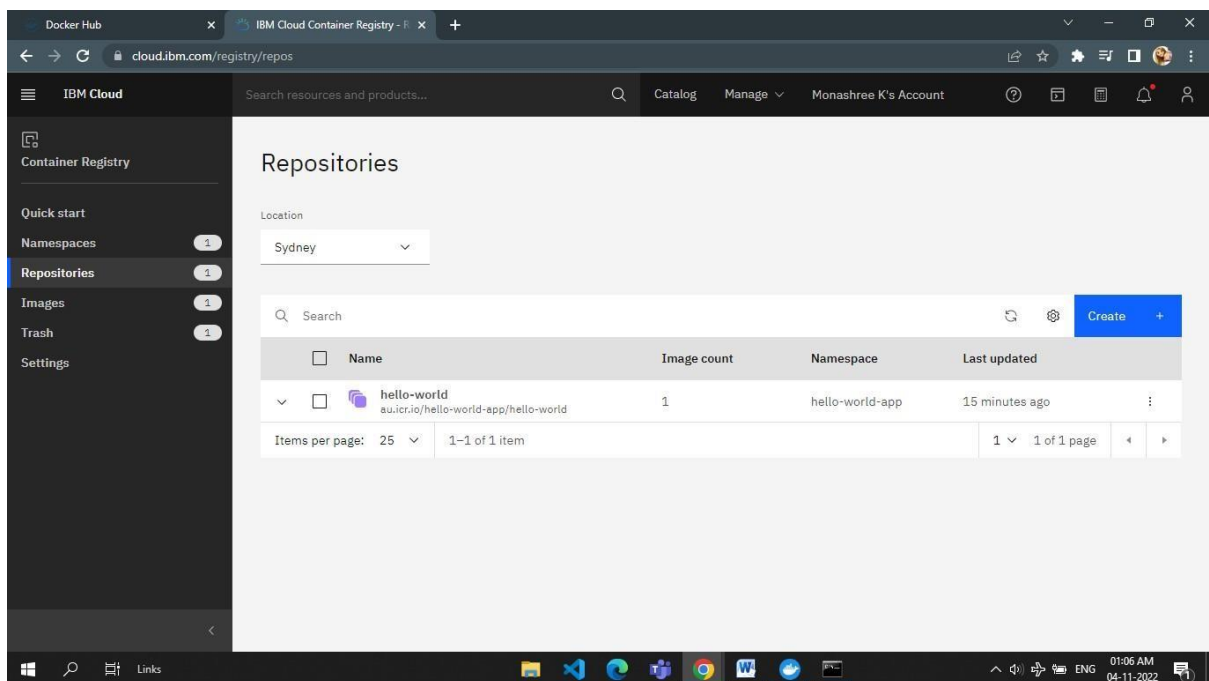 Docker Hub IBM Cloud Container Registry - R
cloud.ibm.com/registry/repos
IBM Cloud Search resources and products... Catalog Manage Monashree K's Account
Container Registry
Repositories
Quick start
Location
Namespaces 1
Sydney
Repositories 1
Images 1
Search Create +
Trash 1
Settings
Name Image count Namespace Last updated
hello-world
au.icr.io/hello-world-app/hello-world 1 hello-world-app 15 minutes ago
Items per page: 25 1–1 of 1 item 1 1 of 1 page
Links ENG 01:06 AM
04-11-2022